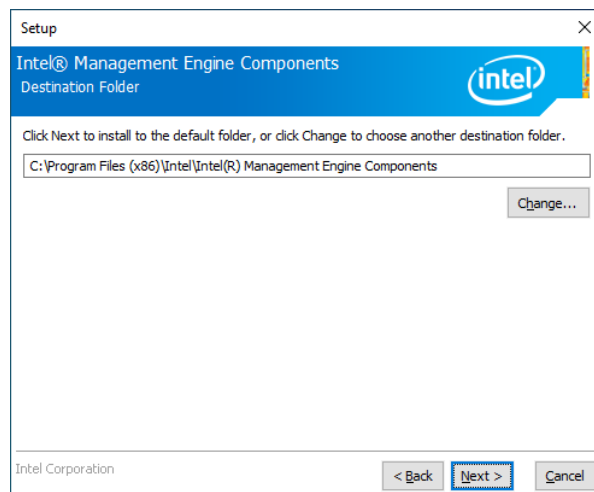 Setup
Intel® Management Engine Components
Destination Folder
intel
Click Next to install to the default folder, or click Change to choose another destination folder.
C:\Program Files (x86)\Intel\Intel(R) Management Engine Components
Change...
Intel Corporation
< Back
Next >
Cancel